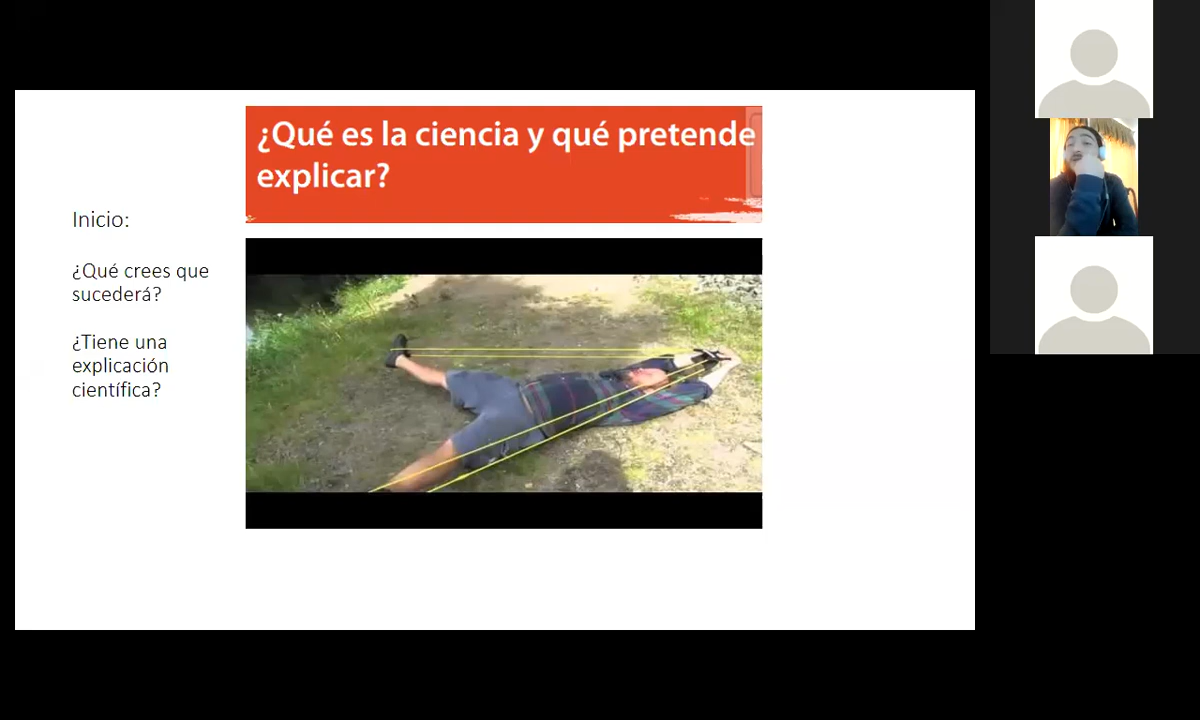 ¿Qué es la ciencia y qué pretende
explicar?
Inicio:
¿Qué crees que
sucederá?
¿Tiene una
explicación
científica?